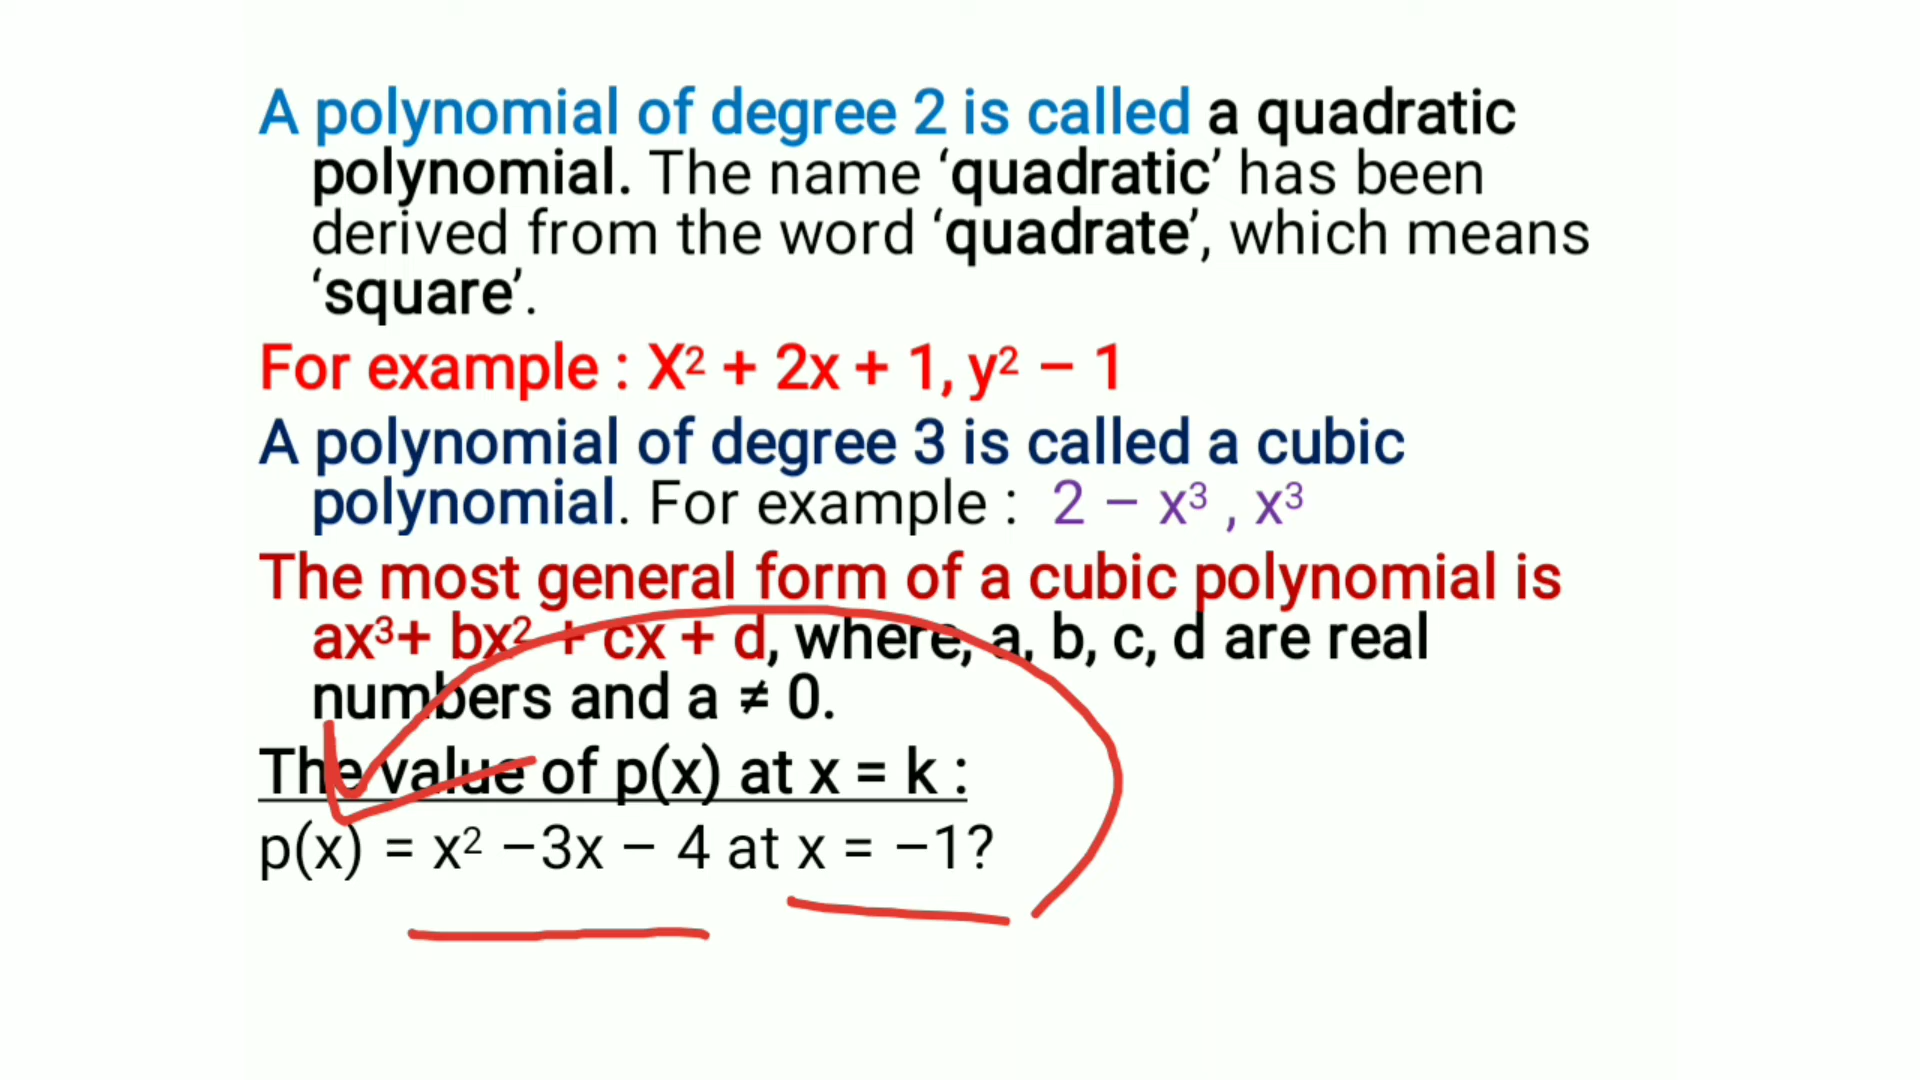 A polynomial of degree 2 is called a quadratic
polynomial. The name ‘quadratic’ has been
derived from the word ‘quadrate’, which means
‘square’.
For example : X² + 2x + 1, y² – 1
A polynomial of degree 3 is called a cubic
polynomial. For example : 2 – x³ , x³
The most general form of a cubic polynomial is
ax³+ bx² + cx + d, where, a, b, c, d are real
numbers and a ≠ 0.
The value of p(x) at x = k :
p(x) = x² –3x – 4 at x = –1?